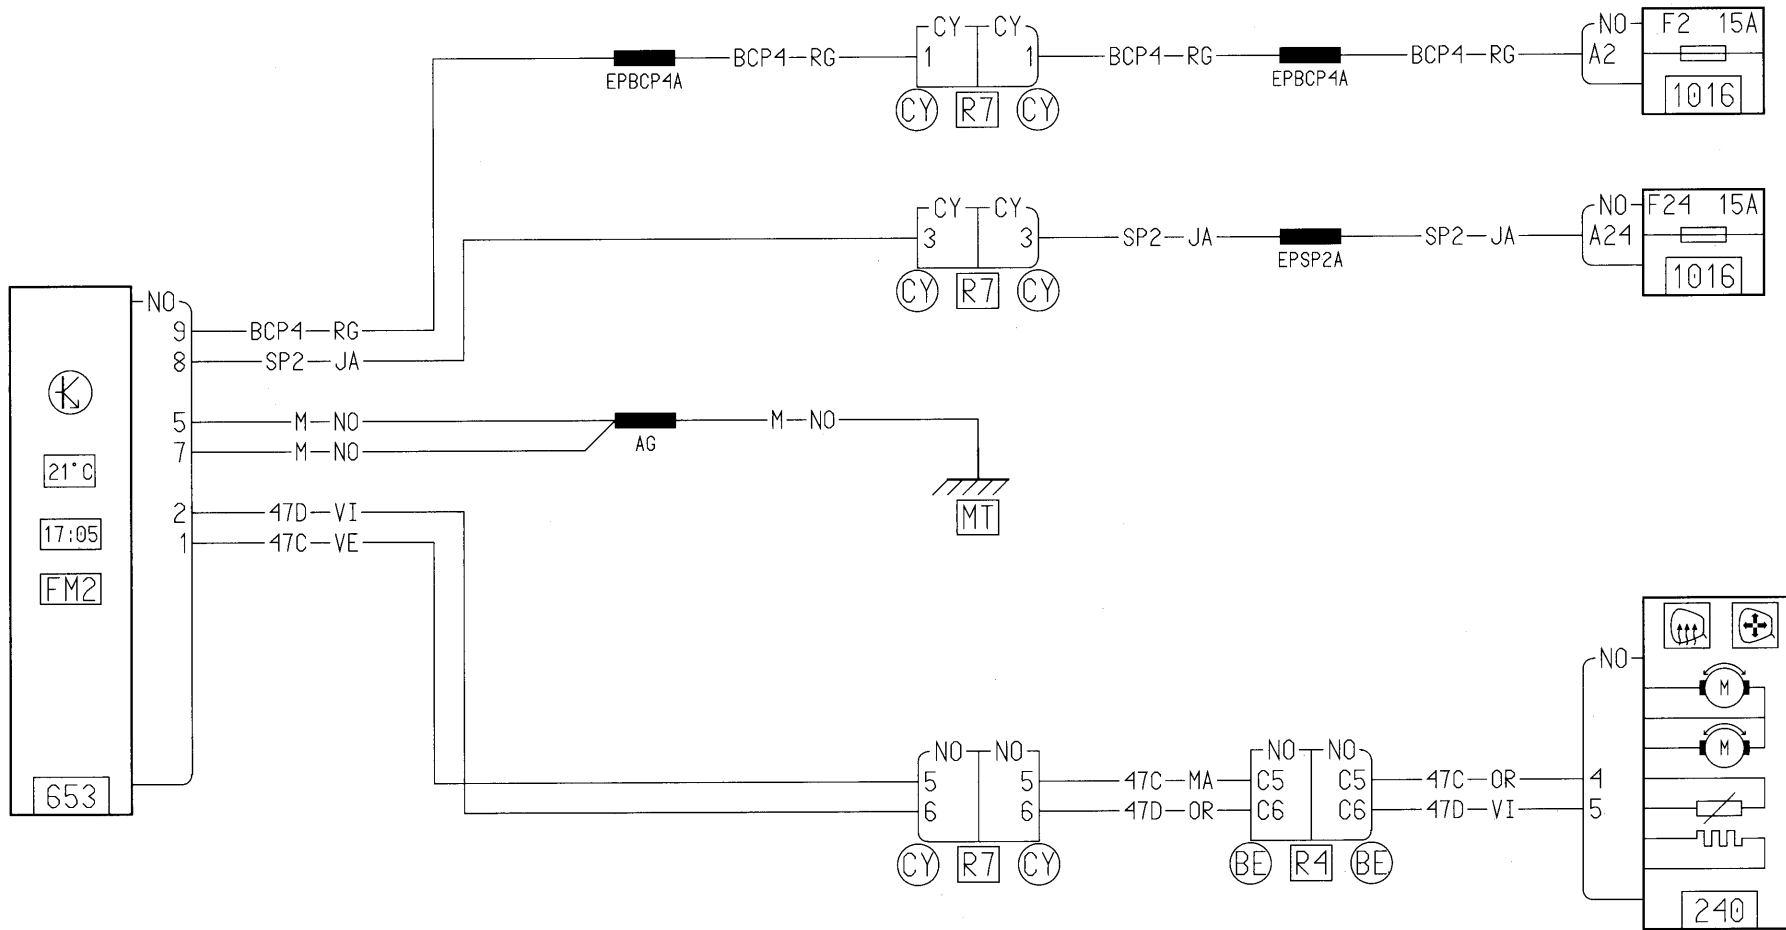 CY CY
BCP4—RG 1 1 BCP4—RG BCP4—RG
EPBCP4A EPBCP4A
CY R7 CY
NO F2 15A
A2
1016
CY CY
3 3 SP2—JA SP2—JA
EPSP2A
CY R7 CY
NO F24 15A
A24
1016
NO
9 BCP4—RG
8 SP2—JA
5 M—NO M—NO
7 M—NO AG
MT
2 47D—VI
1 47C—VE
21°C
17:05
FM2
653
NO NO NO NO
5 5 47C—MA C5 C5 47C—OR 4
6 6 47D—OR C6 C6 47D—VI 5
CY R7 CY BE R4 BE
NO
M
M
240